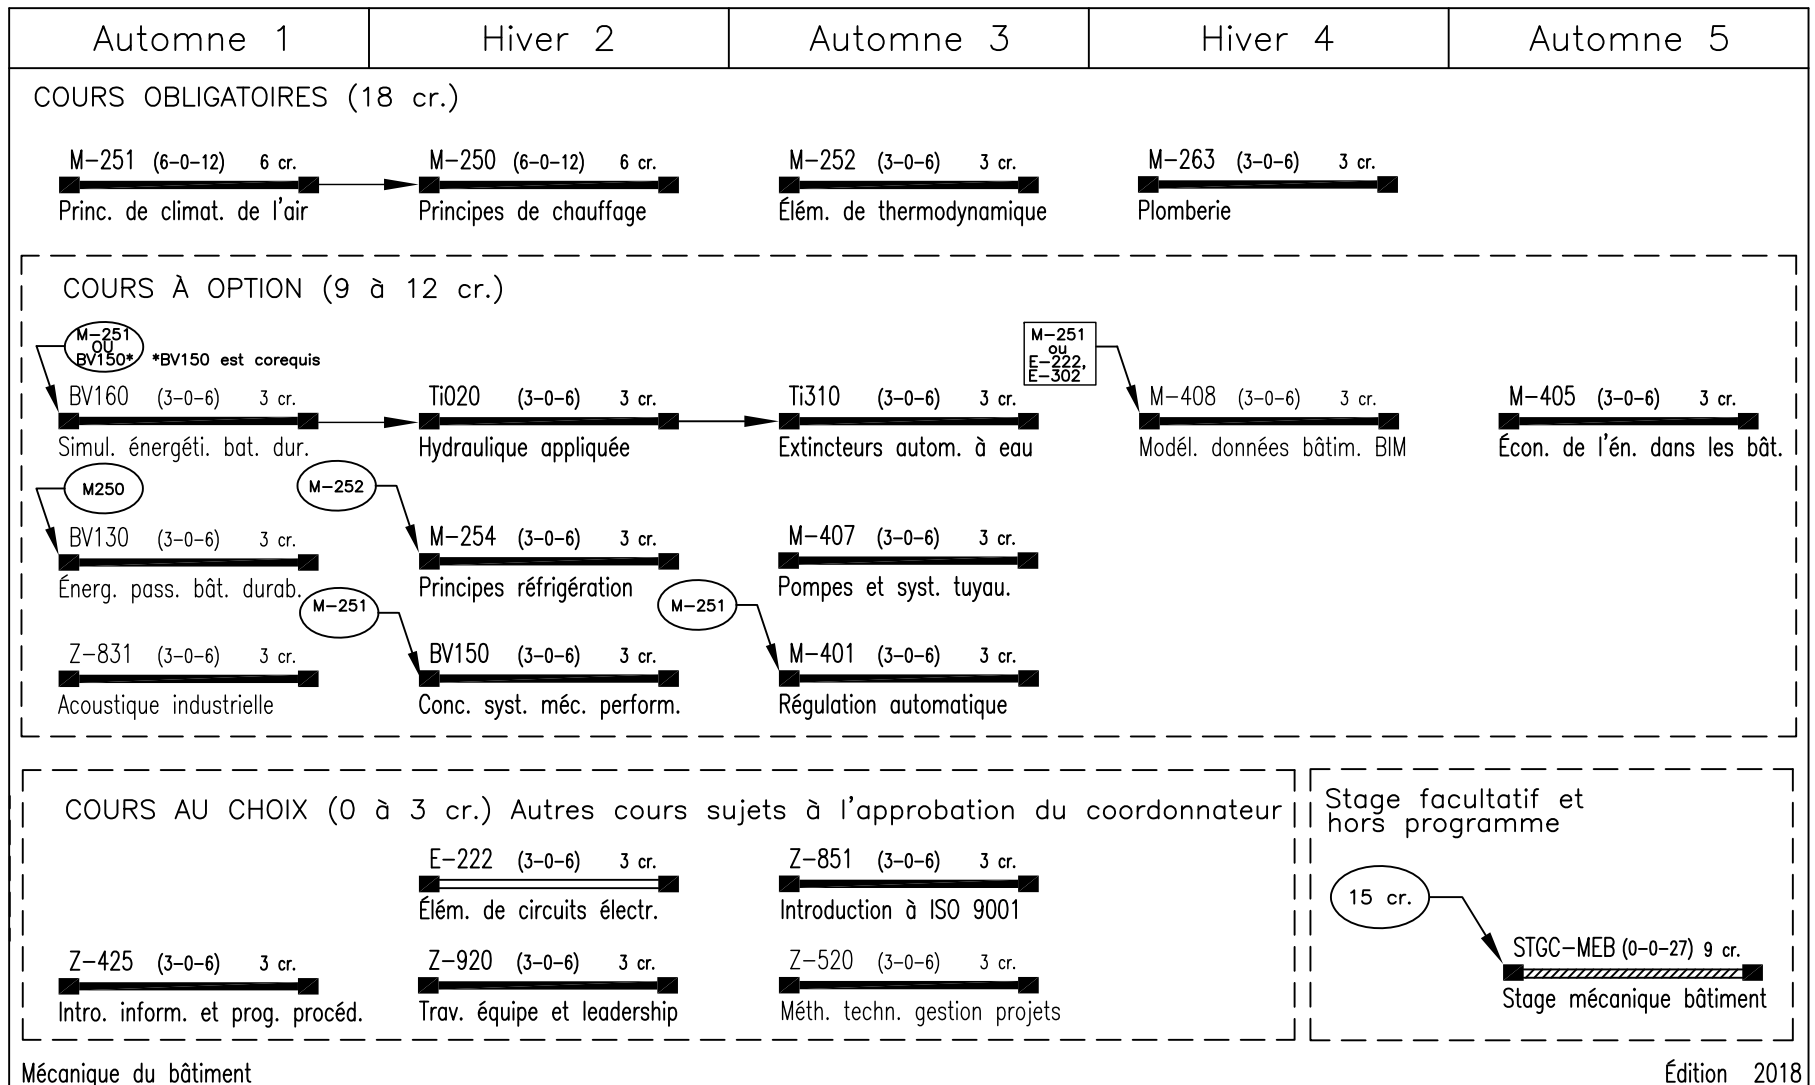 Automne 1 Hiver 2 Automne 3 Hiver 4 Automne 5
COURS OBLIGATOIRES (18 cr.)
M-251 (6-0-12) 6 cr. M-250 (6-0-12) 6 cr. M-252 (3-0-6) 3 cr. M-263 (3-0-6) 3 cr.
Princ. de climat. de l'air Principes de chauffage Élém. de thermodynamique Plomberie
COURS À OPTION (9 à 12 cr.)
M-251
OU
BV150* *BV150 est corequis
M-251
ou
E-222,
E-302
BV160 (3-0-6) 3 cr. Ti020 (3-0-6) 3 cr. Ti310 (3-0-6) 3 cr. M-408 (3-0-6) 3 cr. M-405 (3-0-6) 3 cr.
Simul. énergéti. bat. dur. Hydraulique appliquée Extincteurs autom. à eau Modél. données bâtim. BIM Écon. de l'én. dans les bât.
M250 M-252
BV130 (3-0-6) 3 cr. M-254 (3-0-6) 3 cr. M-407 (3-0-6) 3 cr.
Énerg. pass. bât. durab. Principes réfrigération Pompes et syst. tuyau.
M-251 M-251
Z-831 (3-0-6) 3 cr. BV150 (3-0-6) 3 cr. M-401 (3-0-6) 3 cr.
Acoustique industrielle Conc. syst. méc. perform. Régulation automatique
COURS AU CHOIX (0 à 3 cr.) Autres cours sujets à l'approbation du coordonnateur
E-222 (3-0-6) 3 cr. Z-851 (3-0-6) 3 cr.
Élém. de circuits électr. Introduction à ISO 9001
Z-425 (3-0-6) 3 cr. Z-920 (3-0-6) 3 cr. Z-520 (3-0-6) 3 cr.
Intro. inform. et prog. procéd. Trav. équipe et leadership Méth. techn. gestion projets
Stage facultatif et
hors programme
15 cr.
STGC-MEB (0-0-27) 9 cr.
Stage mécanique bâtiment
Mécanique du bâtiment Édition 2018